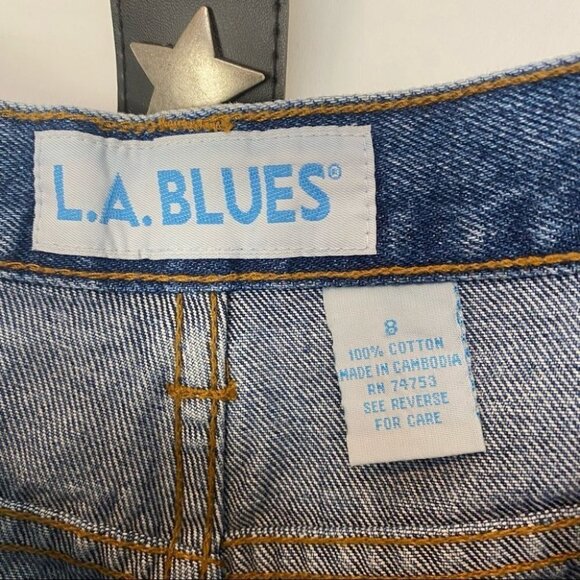 L.A. BLUES®
8
100% COTTON
MADE IN CAMBODIA
RN 74753
SEE REVERSE
FOR CARE